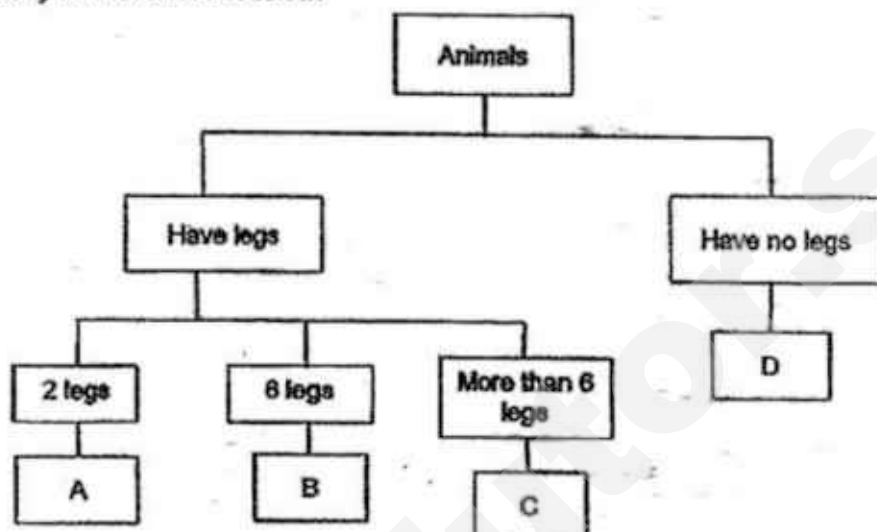 Animals
Have legs
Have no legs
2 legs
6 legs
More than 6
legs
D
A
B
C